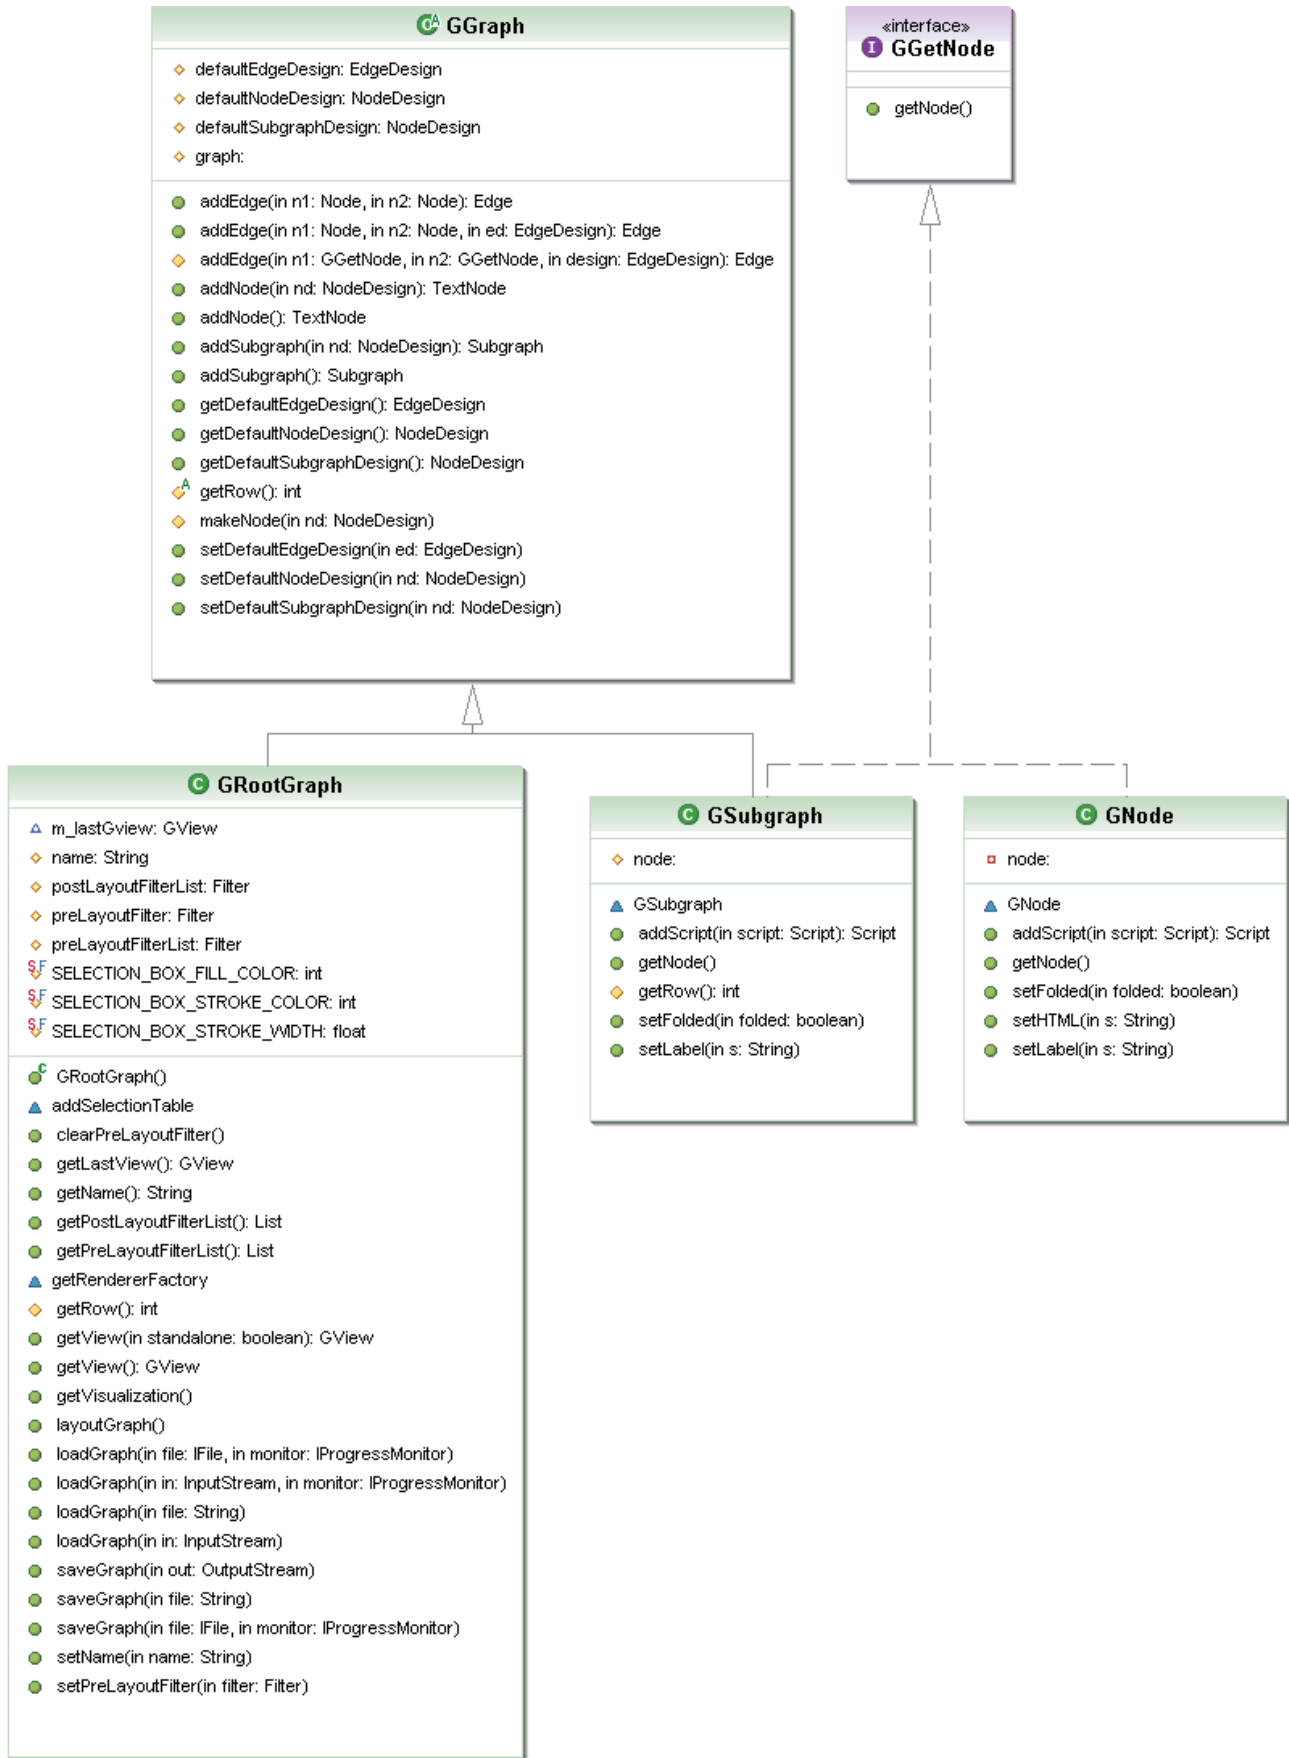 GGraph
defaultEdgeDesign: EdgeDesign
defaultNodeDesign: NodeDesign
defaultSubgraphDesign: NodeDesign
graph:
addEdge(in n1: Node, in n2: Node): Edge
addEdge(in n1: Node, in n2: Node, in ed: EdgeDesign): Edge
addEdge(in n1: GGetNode, in n2: GGetNode, in design: EdgeDesign): Edge
addNode(in nd: NodeDesign): TextNode
addNode(): TextNode
addSubgraph(in nd: NodeDesign): Subgraph
addSubgraph(): Subgraph
getDefaultEdgeDesign(): EdgeDesign
getDefaultNodeDesign(): NodeDesign
getDefaultSubgraphDesign(): NodeDesign
getRow(): int
makeNode(in nd: NodeDesign)
setDefaultEdgeDesign(in ed: EdgeDesign)
setDefaultNodeDesign(in nd: NodeDesign)
setDefaultSubgraphDesign(in nd: NodeDesign)
«interface»
GGetNode
getNode()
GRootGraph
m_lastGview: GView
name: String
postLayoutFilterList: Filter
preLayoutFilter: Filter
preLayoutFilterList: Filter
SELECTION_BOX_FILL_COLOR: int
SELECTION_BOX_STROKE_COLOR: int
SELECTION_BOX_STROKE_WIDTH: float
GRootGraph()
addSelectionTable
clearPreLayoutFilter()
getLastView(): GView
getName(): String
getPostLayoutFilterList(): List
getPreLayoutFilterList(): List
getRendererFactory
getRow(): int
getView(in standalone: boolean): GView
getView(): GView
getVisualization()
layoutGraph()
loadGraph(in file: IFile, in monitor: IProgressMonitor)
loadGraph(in in: InputStream, in monitor: IProgressMonitor)
loadGraph(in file: String)
loadGraph(in in: InputStream)
saveGraph(in out: OutputStream)
saveGraph(in file: String)
saveGraph(in file: IFile, in monitor: IProgressMonitor)
setName(in name: String)
setPreLayoutFilter(in filter: Filter)
GSubgraph
node:
GSubgraph
addScript(in script: Script): Script
getNode()
getRow(): int
setFolded(in folded: boolean)
setLabel(in s: String)
GNode
node:
GNode
addScript(in script: Script): Script
getNode()
setFolded(in folded: boolean)
setHTML(in s: String)
setLabel(in s: String)